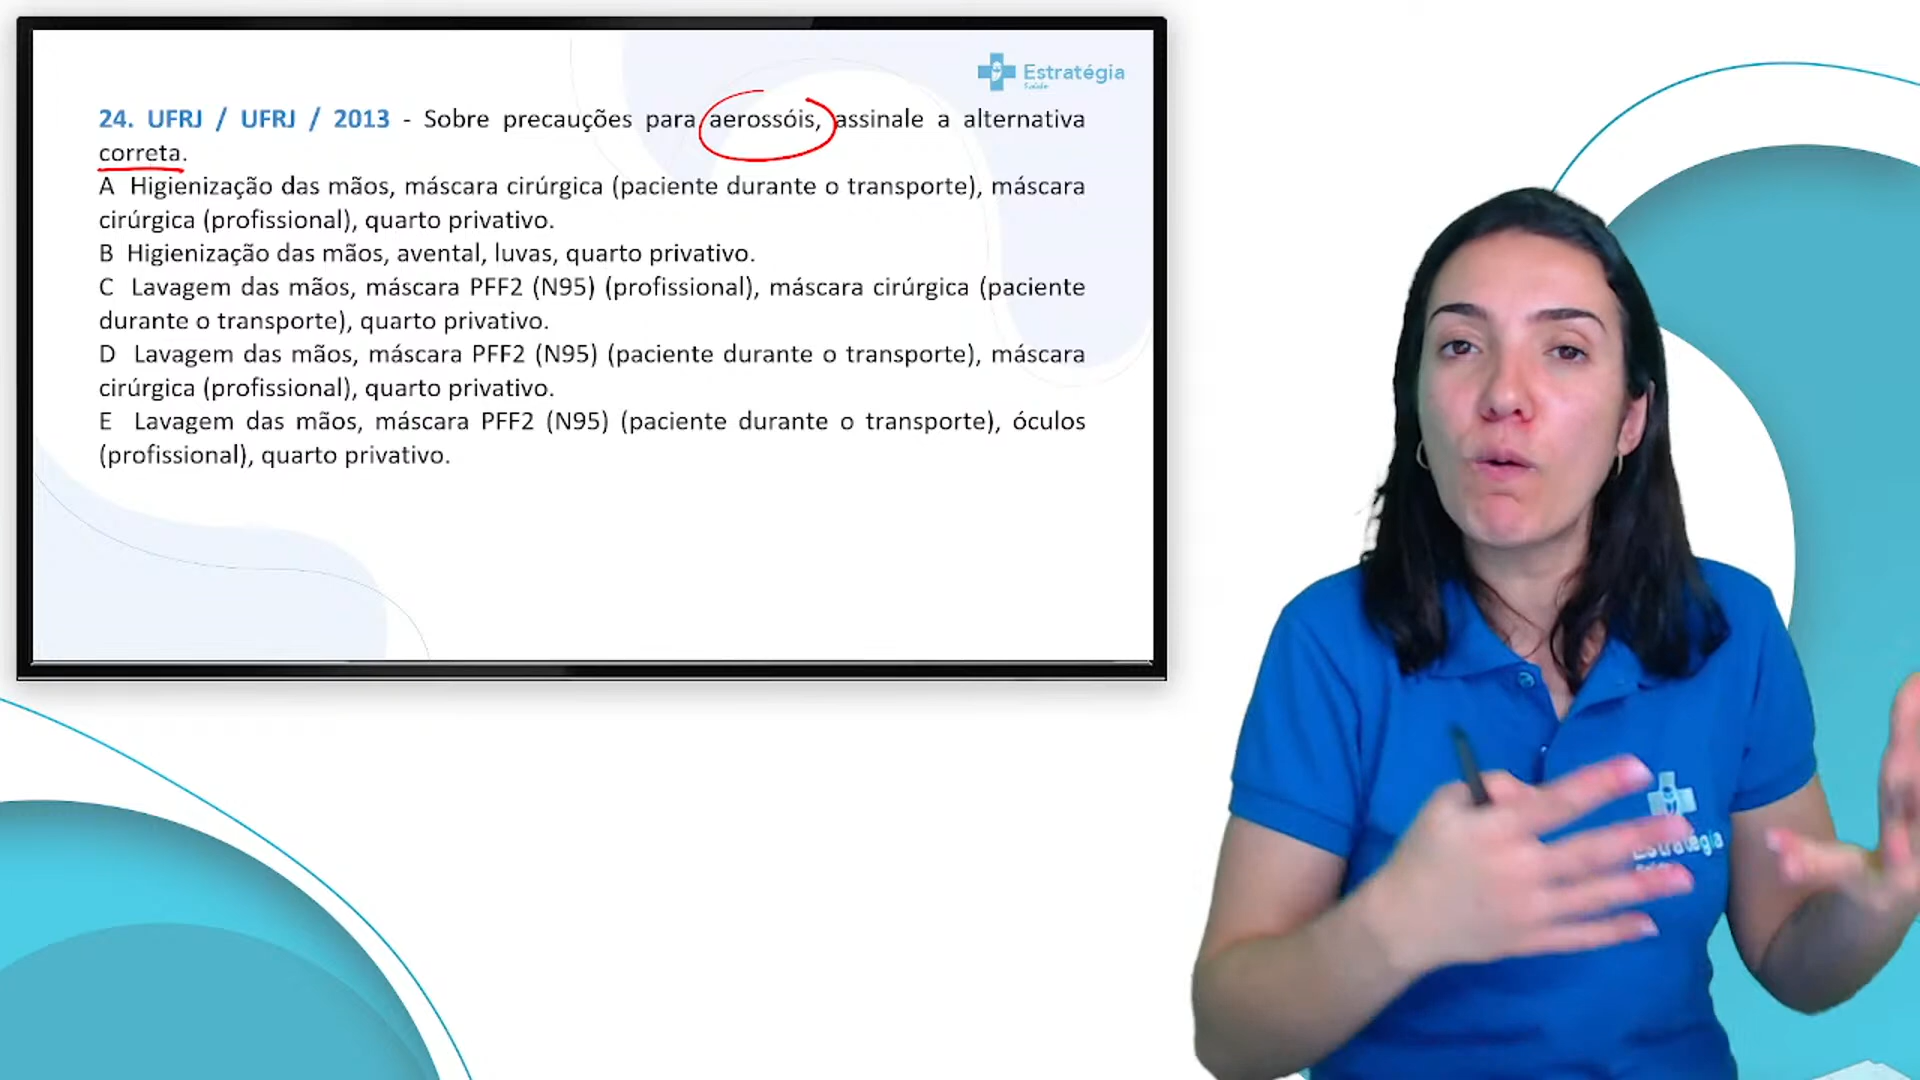 Estratégia
Saúde
24. UFRJ / UFRJ / 2013 - Sobre precauções para aerossóis, assinale a alternativa
correta.
A Higienização das mãos, máscara cirúrgica (paciente durante o transporte), máscara
cirúrgica (profissional), quarto privativo.
B Higienização das mãos, avental, luvas, quarto privativo.
C Lavagem das mãos, máscara PFF2 (N95) (profissional), máscara cirúrgica (paciente
durante o transporte), quarto privativo.
D Lavagem das mãos, máscara PFF2 (N95) (paciente durante o transporte), máscara
cirúrgica (profissional), quarto privativo.
E Lavagem das mãos, máscara PFF2 (N95) (paciente durante o transporte), óculos
(profissional), quarto privativo.
Estratégia